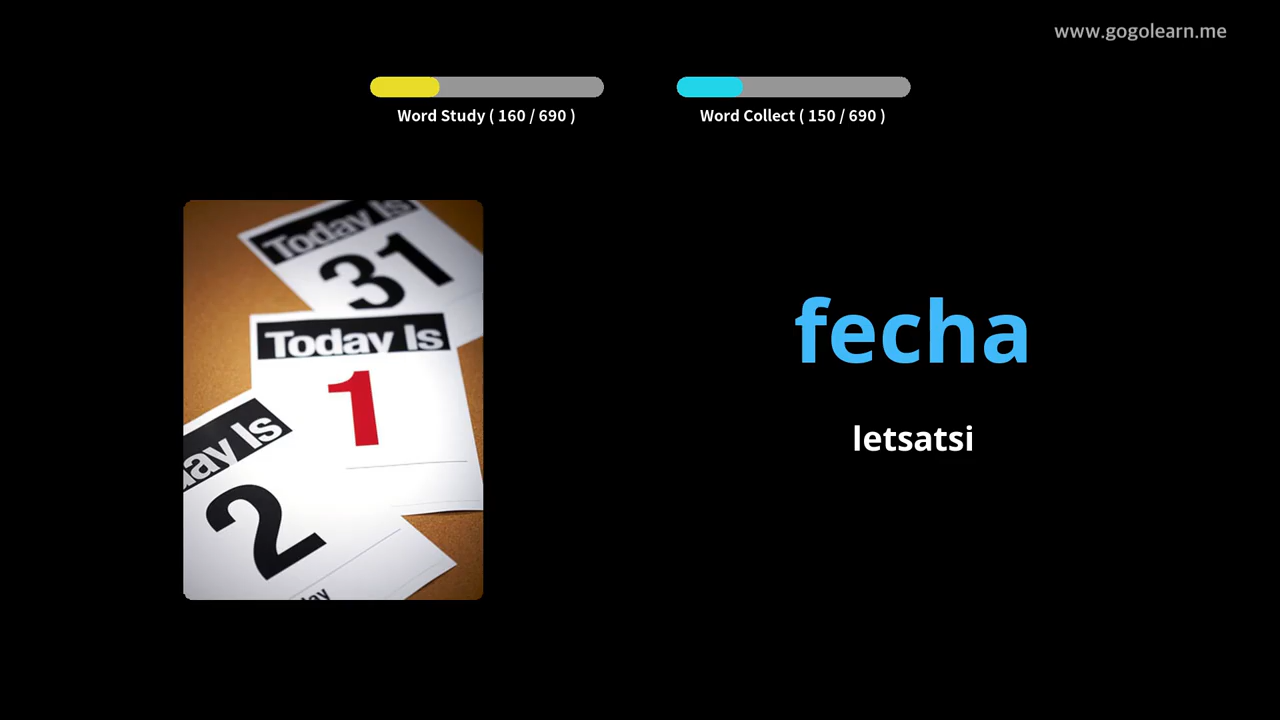 www.gogolearn.me
Word Study ( 160 / 690 )
Word Collect ( 150 / 690 )
Today Is
31
Today Is
1
ay Is
2
ay
fecha
letsatsi